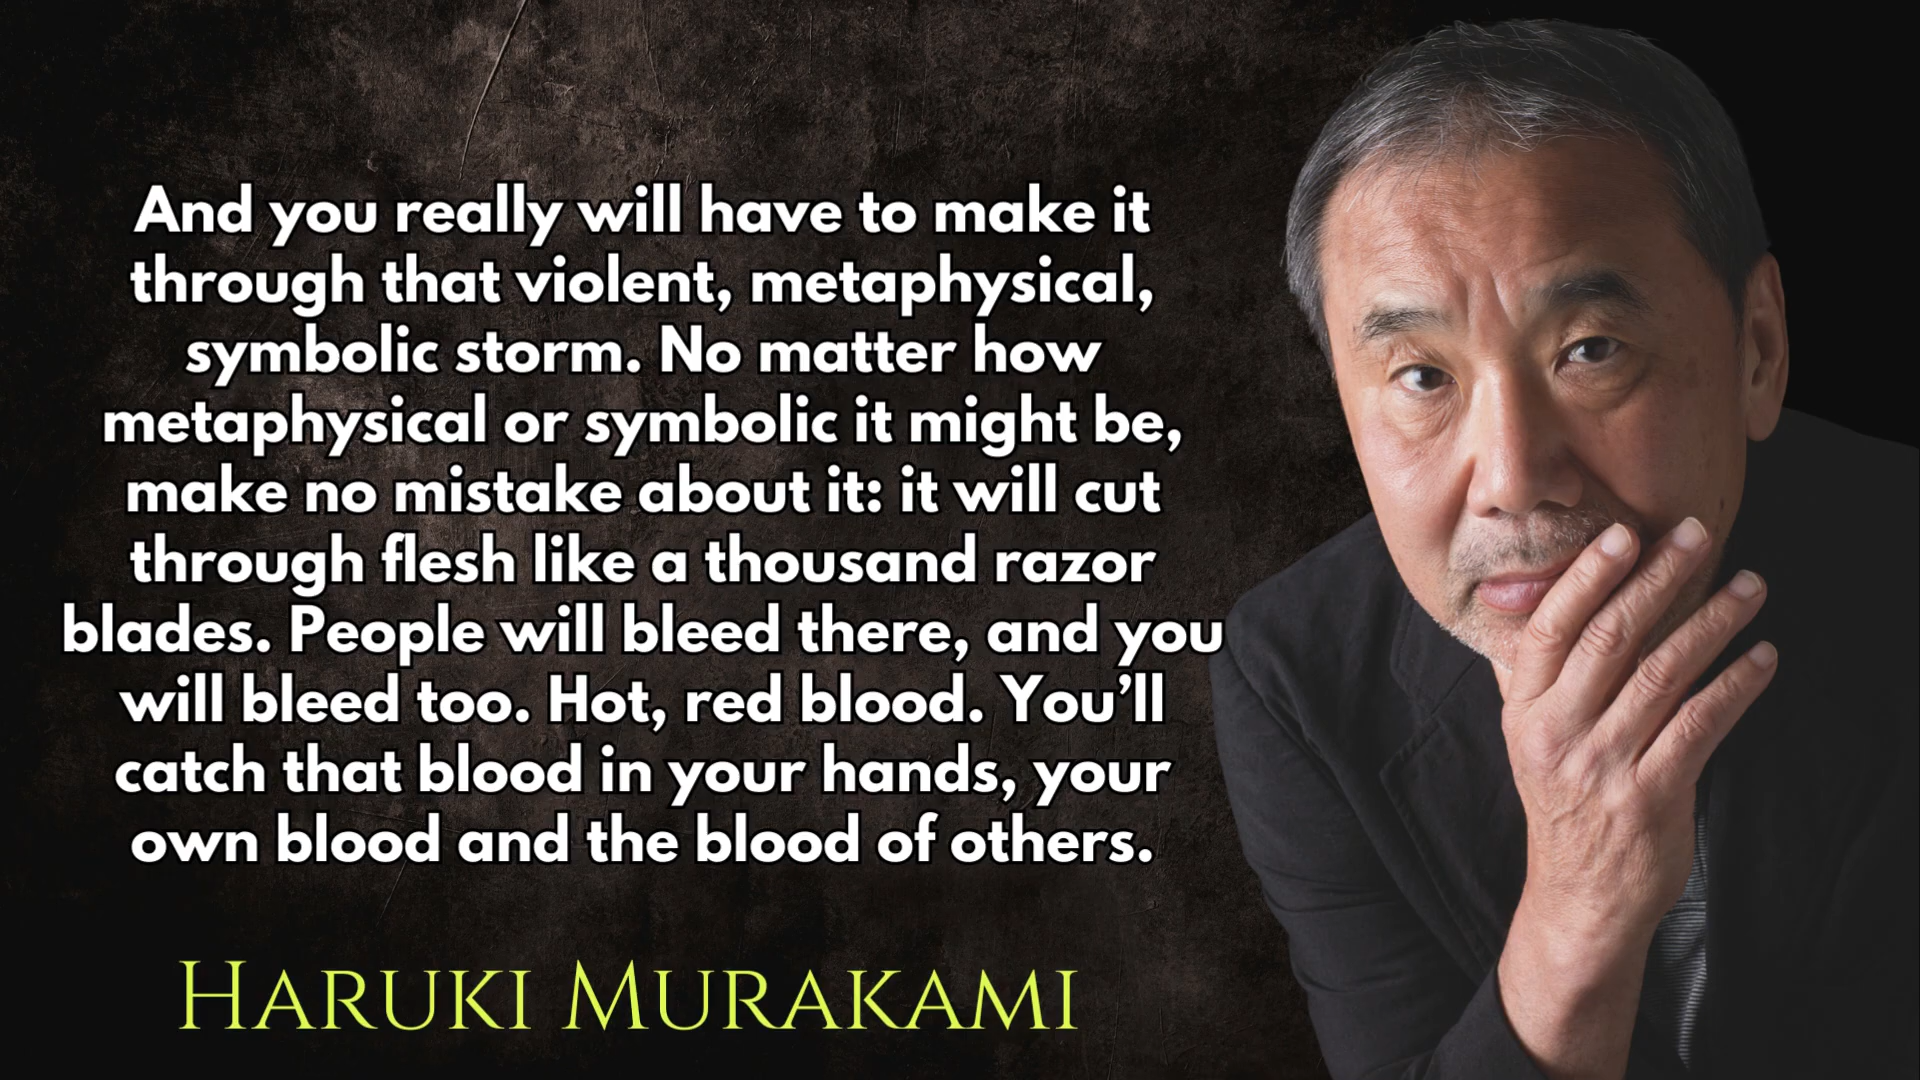 And you really will have to make it
through that violent, metaphysical,
symbolic storm. No matter how
metaphysical or symbolic it might be,
make no mistake about it: it will cut
through flesh like a thousand razor
blades. People will bleed there, and you
will bleed too. Hot, red blood. You’ll
catch that blood in your hands, your
own blood and the blood of others.
Haruki Murakami